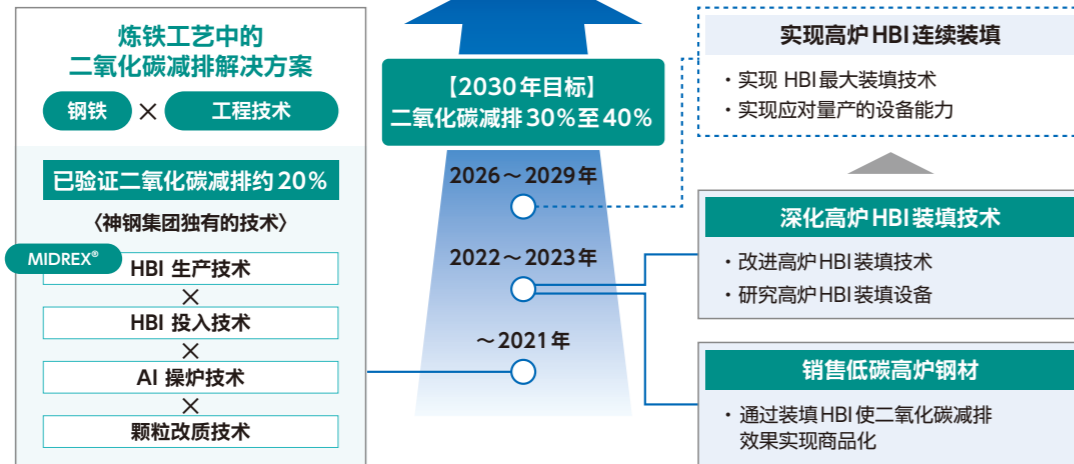 炼铁工艺中的
二氧化碳减排解决方案
钢铁 × 工程技术
已验证二氧化碳减排约20%
〈神钢集团独有的技术〉
MIDREX®
HBI 生产技术
×
HBI 投入技术
×
AI 操炉技术
×
颗粒改质技术
【2030年目标】
二氧化碳减排30%至40%
2026～2029年
2022～2023年
～2021年
实现高炉HBI连续装填
・实现 HBI最大装填技术
・实现应对量产的设备能力
深化高炉HBI装填技术
・改进高炉HBI装填技术
・研究高炉HBI装填设备
销售低碳高炉钢材
・通过装填HBI使二氧化碳减排
效果实现商品化